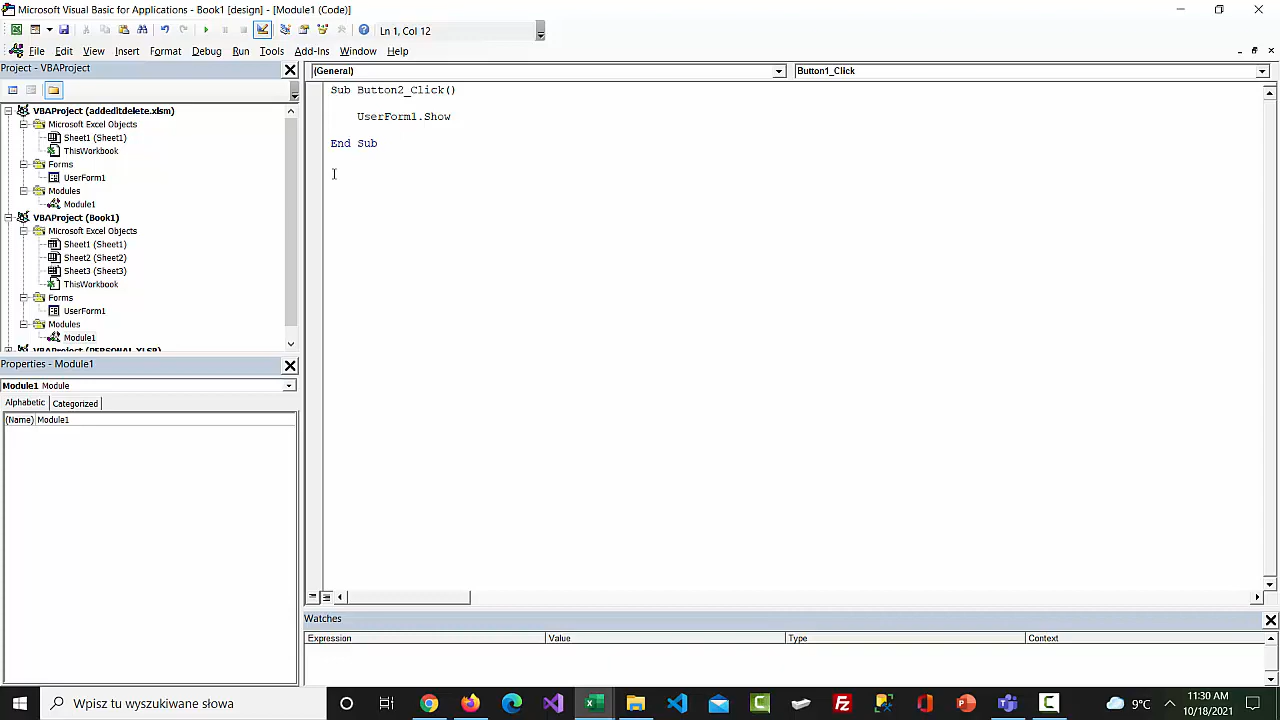 Microsoft Visual Basic for Applications - Book1 [design] - [Module1 (Code)]
Ln 1, Col 12
File Edit View Insert Format Debug Run Tools Add-Ins Window Help
Project - VBAProject
VBAProject (addeditdelete.xlsm)
Microsoft Excel Objects
Sheet1 (Sheet1)
ThisWorkbook
Forms
UserForm1
Modules
Module1
VBAProject (Book1)
Microsoft Excel Objects
Sheet1 (Sheet1)
Sheet2 (Sheet2)
Sheet3 (Sheet3)
ThisWorkbook
Forms
UserForm1
Modules
Module1
VBAProject (PERSONAL.XLSB)
Properties - Module1
Module1 Module
Alphabetic Categorized
(Name) Module1
(General) Button1_Click
Sub Button2_Click()
UserForm1.Show
End Sub
Watches
Expression Value Type Context
Wpisz tu wyszukiwane słowa
9°C
11:30 AM
10/18/2021